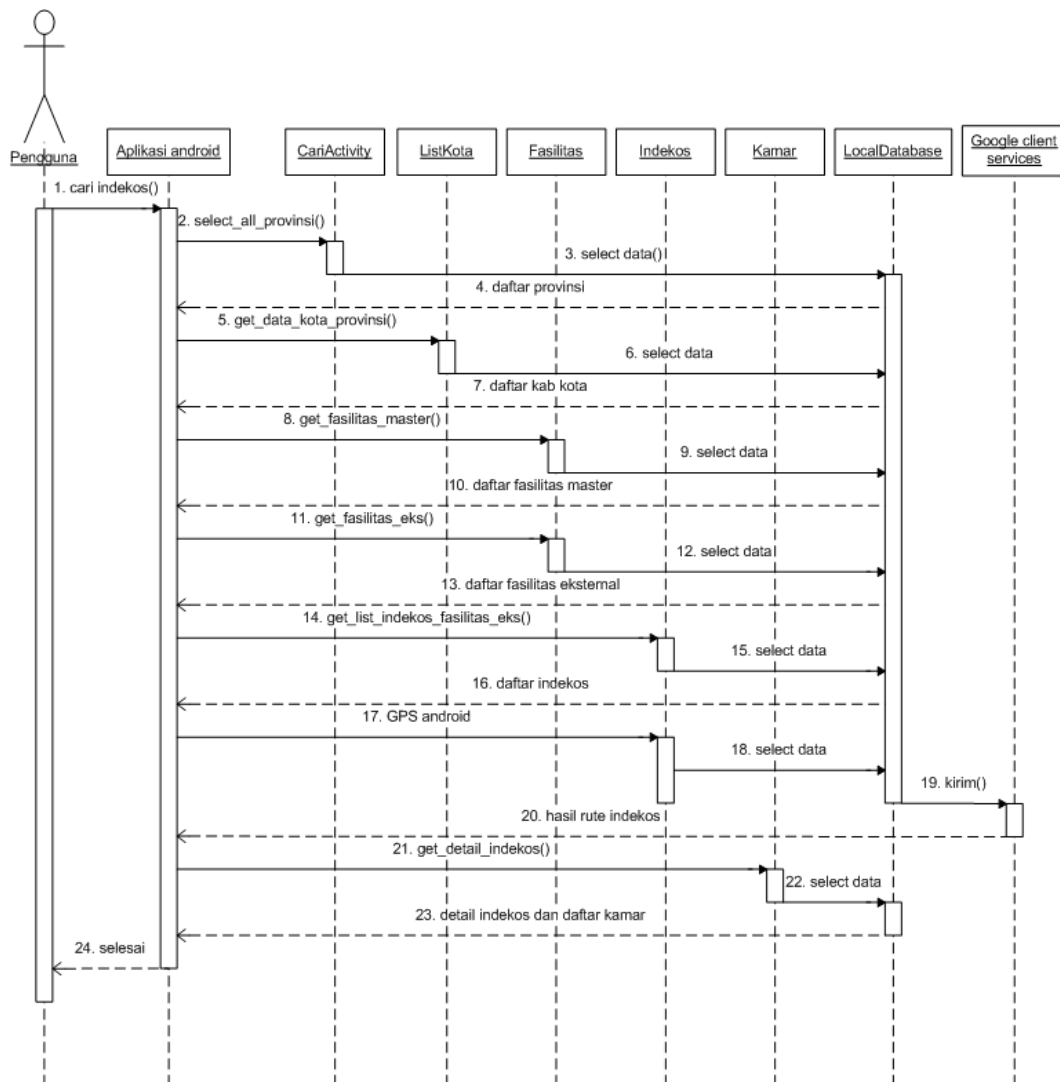 Pengguna
Aplikasi android
CariActivity
ListKota
Fasilitas
Indekos
Kamar
LocalDatabase
Google client
services
1. cari indekos()
2. select_all_provinsi()
3. select data()
4. daftar provinsi
5. get_data_kota_provinsi()
6. select data
7. daftar kab kota
8. get_fasilitas_master()
9. select data
10. daftar fasilitas master
11. get_fasilitas_eks()
12. select data
13. daftar fasilitas eksternal
14. get_list_indekos_fasilitas_eks()
15. select data
16. daftar indekos
17. GPS android
18. select data
19. kirim()
20. hasil rute indekos
21. get_detail_indekos()
22. select data
23. detail indekos dan daftar kamar
24. selesai